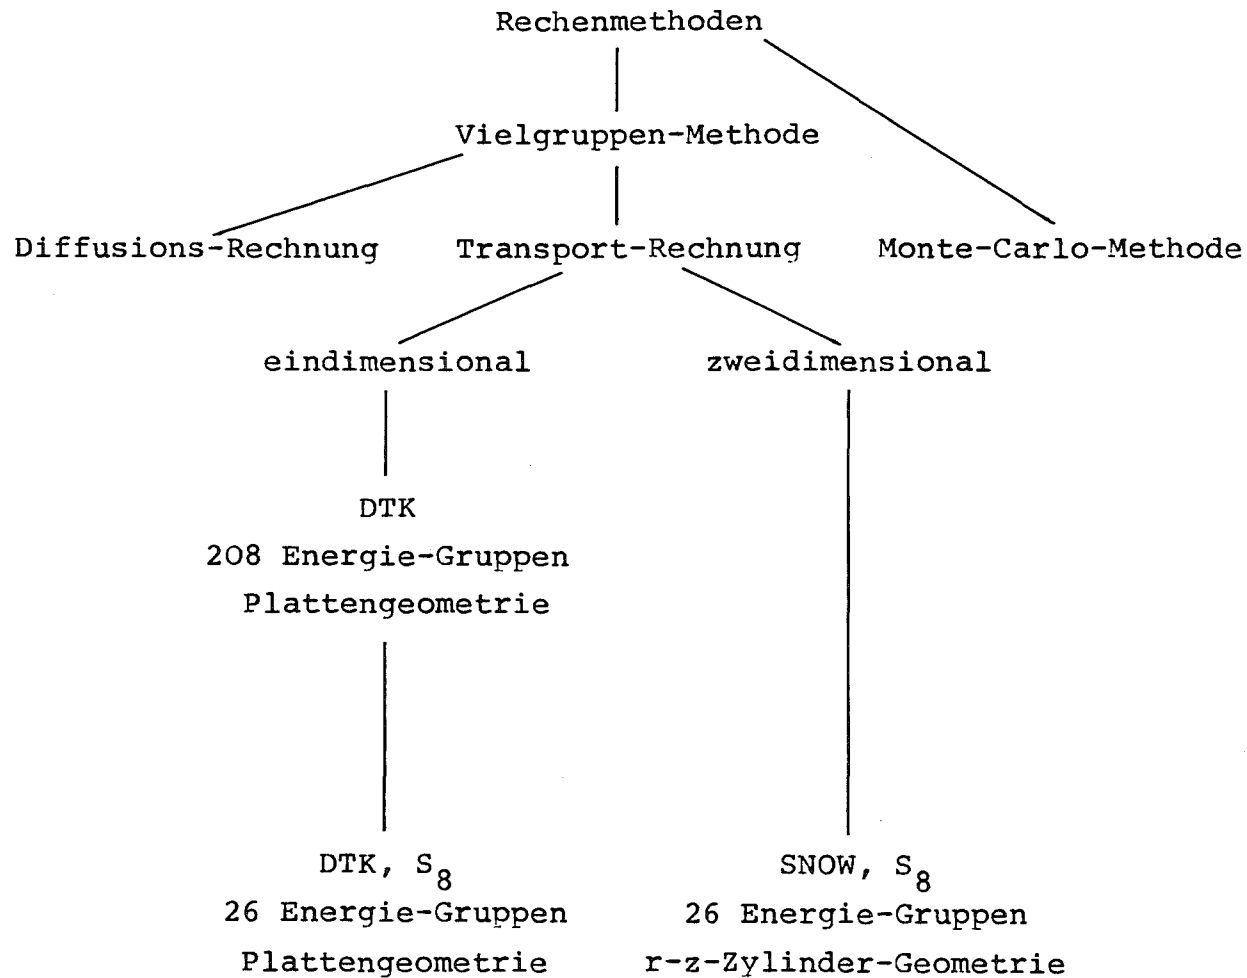 Rechenmethoden
Vielgruppen-Methode
Diffusions-Rechnung Transport-Rechnung Monte-Carlo-Methode
eindimensional zweidimensional
DTK
208 Energie-Gruppen
Plattengeometrie
DTK, S8 SNOW, S8
26 Energie-Gruppen 26 Energie-Gruppen
Plattengeometrie r-z-Zylinder-Geometrie